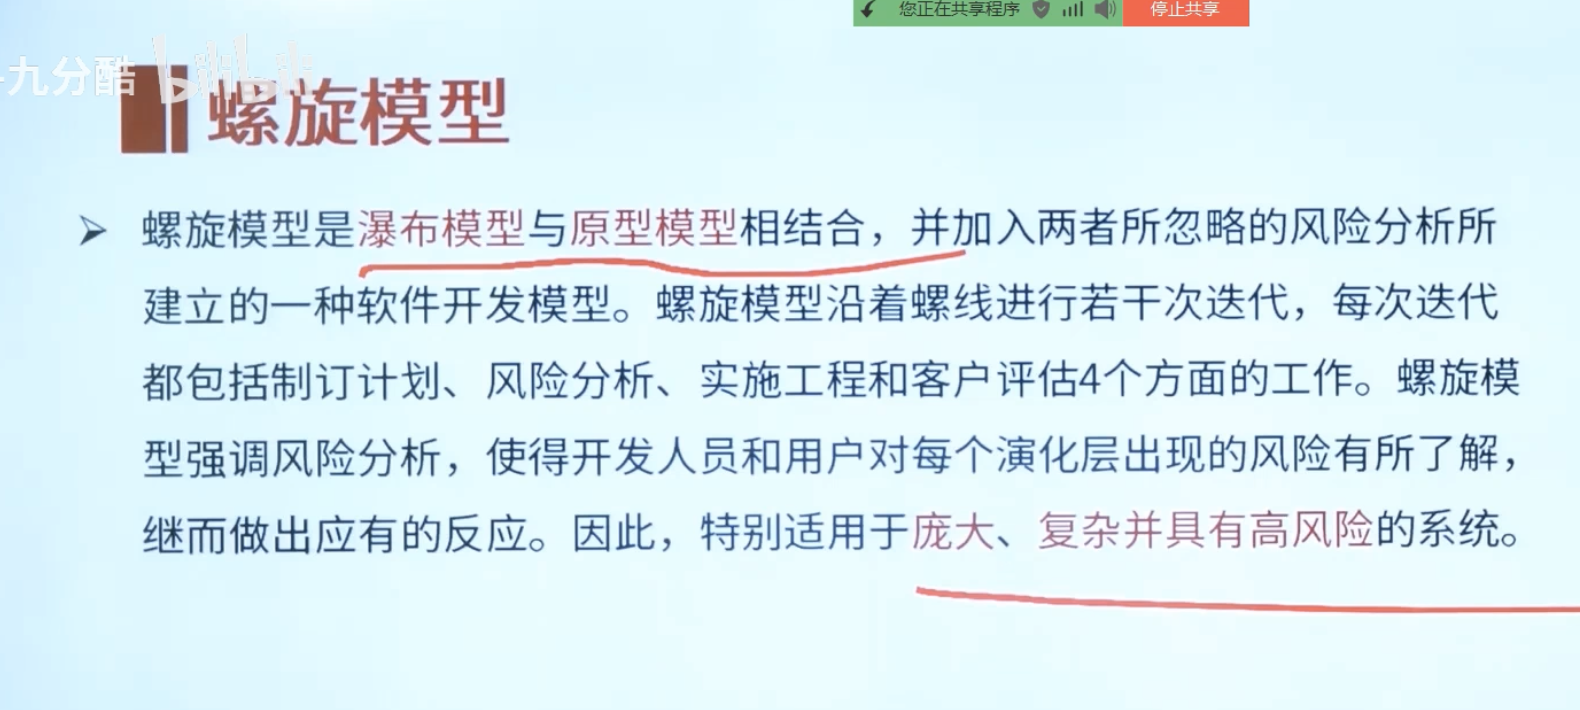 您正在共享程序 停止共享
九分酷 bilibili
螺旋模型
➢ 螺旋模型是瀑布模型与原型模型相结合，并加入两者所忽略的风险分析所
建立的一种软件开发模型。螺旋模型沿着螺线进行若干次迭代，每次迭代
都包括制订计划、风险分析、实施工程和客户评估4个方面的工作。螺旋模
型强调风险分析，使得开发人员和用户对每个演化层出现的风险有所了解，
继而做出应有的反应。因此，特别适用于庞大、复杂并具有高风险的系统。